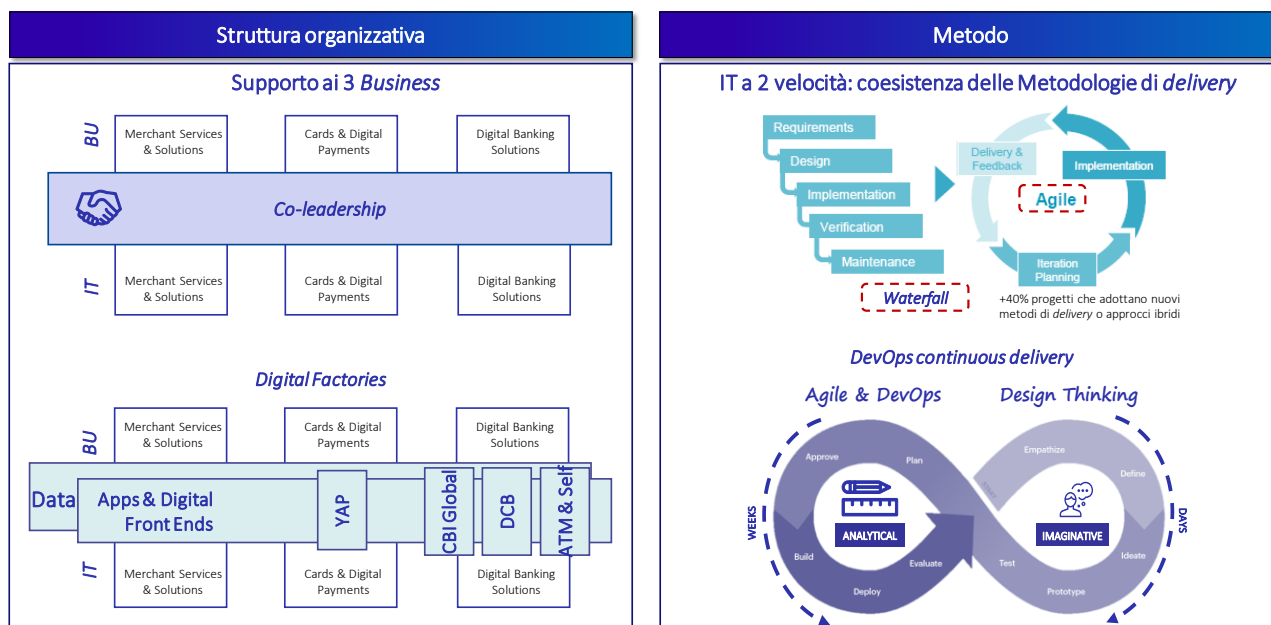 Struttura organizzativa
Supporto ai 3 Business
BU
Merchant Services
& Solutions
Cards & Digital
Payments
Digital Banking
Solutions
Co-leadership
IT
Merchant Services
& Solutions
Cards & Digital
Payments
Digital Banking
Solutions
Digital Factories
BU
Merchant Services
& Solutions
Cards & Digital
Payments
Digital Banking
Solutions
Data
Apps & Digital
Front Ends
YAP
CBI Global
DCB
ATM & Self
IT
Merchant Services
& Solutions
Cards & Digital
Payments
Digital Banking
Solutions
Metodo
IT a 2 velocità: coesistenza delle Metodologie di delivery
Requirements
Design
Implementation
Verification
Maintenance
Waterfall
Delivery &
Feedback
Implementation
Agile
Iteration
Planning
+40% progetti che adottano nuovi
metodi di delivery o approcci ibridi
DevOps continuous delivery
Agile & DevOps
Design Thinking
WEEKS
Approve
Plan
ANALYTICAL
Build
Deploy
Evaluate
START
Empathize
Define
IMAGINATIVE
Ideate
Prototype
Test
DAYS